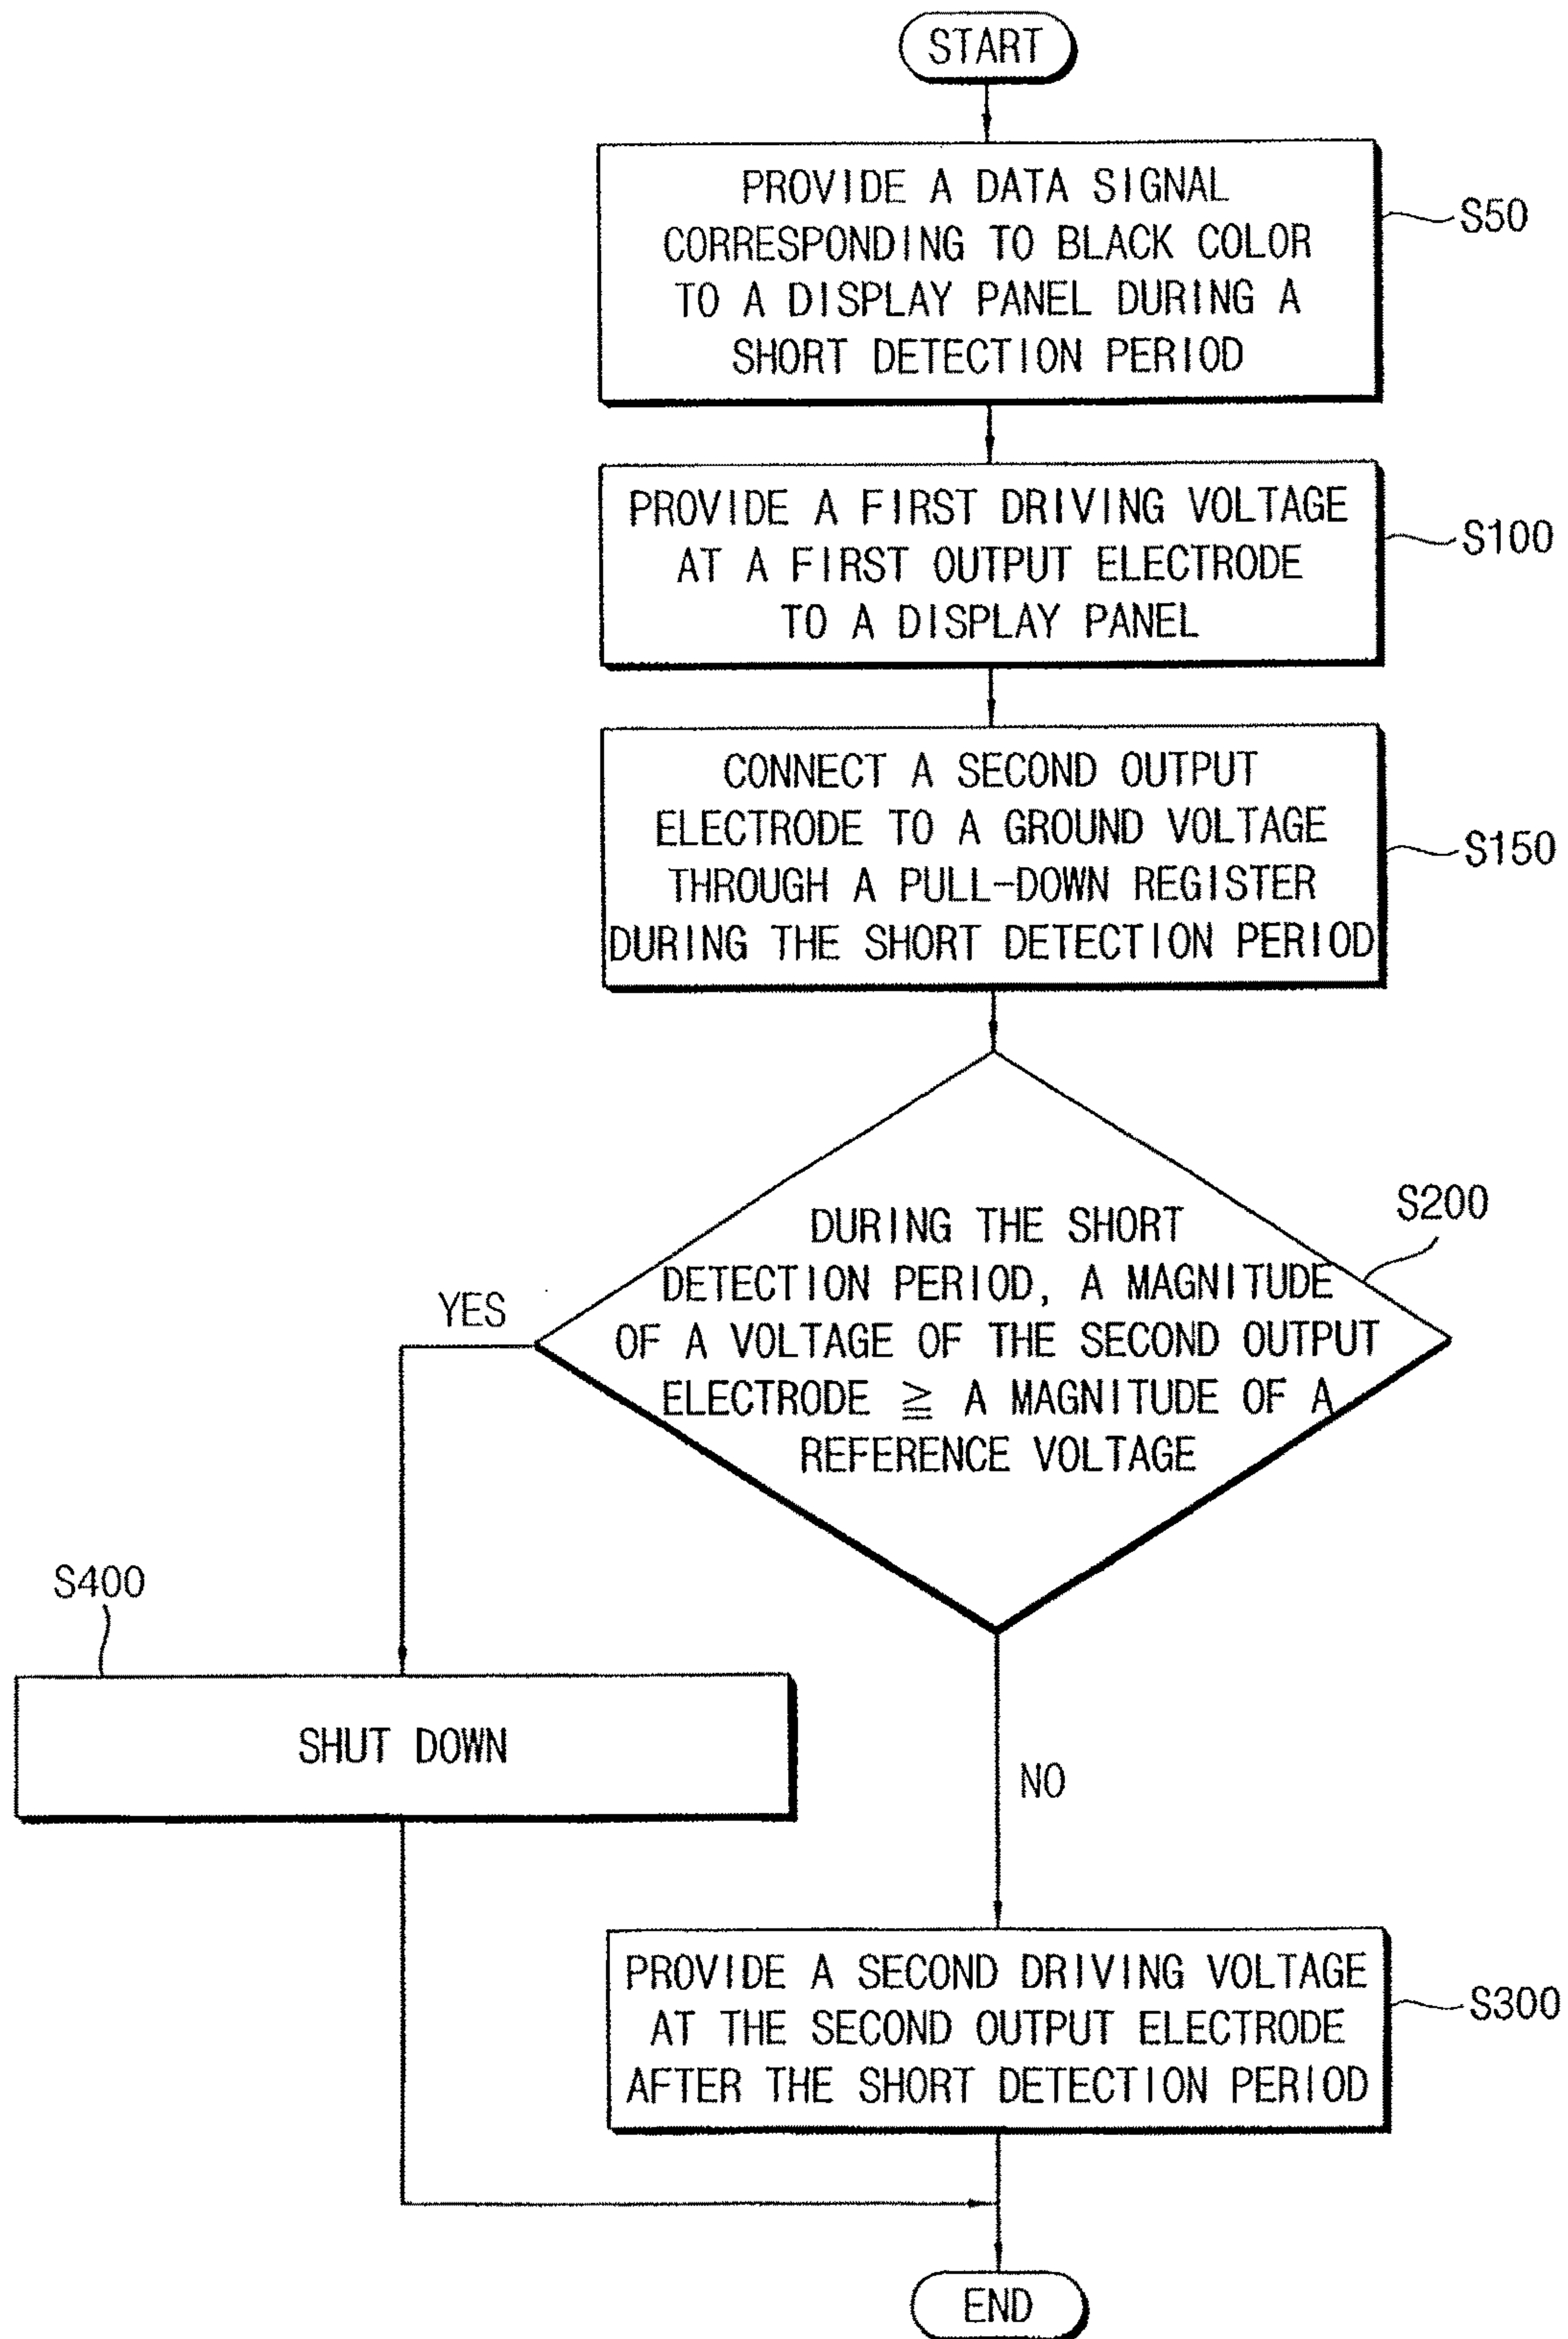 START
PROVIDE A DATA SIGNAL
CORRESPONDING TO BLACK COLOR
TO A DISPLAY PANEL DURING A
SHORT DETECTION PERIOD
S50
PROVIDE A FIRST DRIVING VOLTAGE
AT A FIRST OUTPUT ELECTRODE
TO A DISPLAY PANEL
S100
CONNECT A SECOND OUTPUT
ELECTRODE TO A GROUND VOLTAGE
THROUGH A PULL-DOWN REGISTER
DURING THE SHORT DETECTION PERIOD
S150
DURING THE SHORT
DETECTION PERIOD, A MAGNITUDE
OF A VOLTAGE OF THE SECOND OUTPUT
ELECTRODE ≧ A MAGNITUDE OF A
REFERENCE VOLTAGE
S200
YES
S400
SHUT DOWN
NO
PROVIDE A SECOND DRIVING VOLTAGE
AT THE SECOND OUTPUT ELECTRODE
AFTER THE SHORT DETECTION PERIOD
S300
END